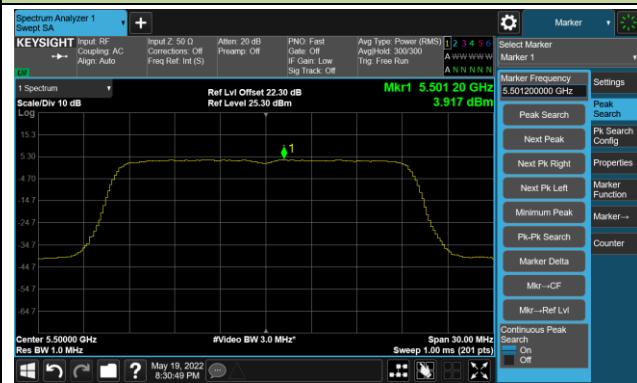 Spectrum Analyzer 1
Swept SA
+
Marker
KEYSIGHT
Input: RF
Coupling: AC
Align: Auto
Input Z: 50 Ω
Corrections: Off
Freq Ref: Int (S)
Atten: 20 dB
Preamp: Off
PNO: Fast
Gate: Off
IF Gain: Low
Sig Track: Off
Avg Type: Power (RMS)
Avg|Hold: 300/300
Trig: Free Run
1 2 3 4 5 6
A W W W W W
A N N N N N
Select Marker
Marker 1
1 Spectrum
Scale/Div 10 dB
Log
Ref Lvl Offset 22.30 dB
Ref Level 25.30 dBm
Mkr1 5.501 20 GHz
3.917 dBm
15.3
5.30
-4.70
-14.7
-24.7
-34.7
-44.7
-54.7
-64.7
1
Center 5.50000 GHz
Res BW 1.0 MHz
#Video BW 3.0 MHz*
Span 30.00 MHz
Sweep 1.00 ms (201 pts)
Marker Frequency
5.501200000 GHz
Peak Search
Next Peak
Next Pk Right
Next Pk Left
Minimum Peak
Pk-Pk Search
Marker Delta
Mkr→CF
Mkr→Ref Lvl
Continuous Peak
Search
On
Off
Settings
Peak
Search
Pk Search
Config
Properties
Marker
Function
Marker→
Counter
?
May 19, 2022
8:30:49 PM